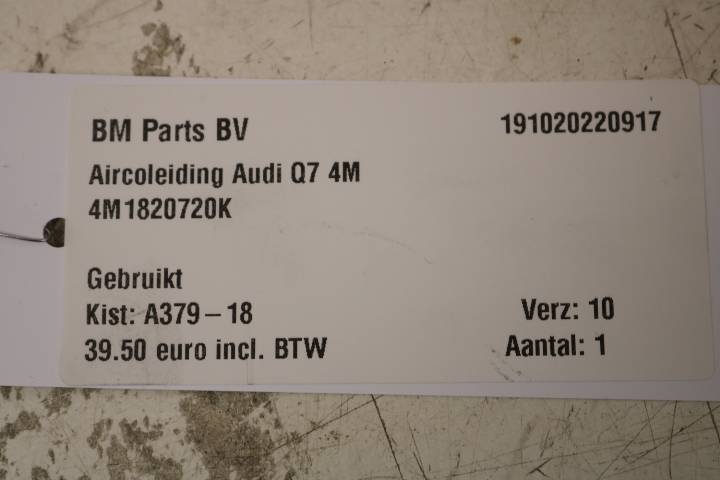 BM Parts BV 191020220917
Aircoleiding Audi Q7 4M
4M1820720K
Gebruikt
Kist: A379-18 Verz: 10
39.50 euro incl. BTW Aantal: 1